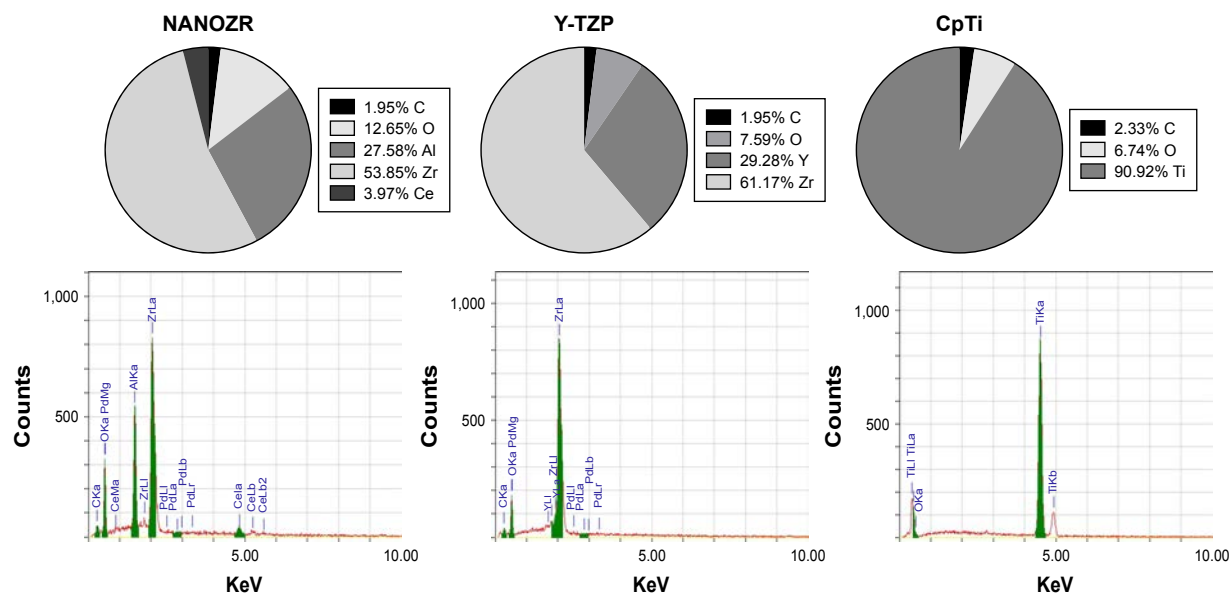 NANOZR
1.95% C
12.65% O
27.58% Al
53.85% Zr
3.97% Ce
Y-TZP
1.95% C
7.59% O
29.28% Y
61.17% Zr
CpTi
2.33% C
6.74% O
90.92% Ti
Counts
1,000
500
CKa
OKa PdMg
CeMa
AlKa
ZrLl
ZrLa
PdLl
PdLa
PdLb
PdLr
Cela
CeLb
CeLb2
5.00
10.00
KeV
Counts
1,000
500
CKa
OKa PdMg
YLl
YLa ZrLl
ZrLa
PdLl
PdLa
PdLb
PdLr
5.00
10.00
KeV
Counts
1,000
500
TiLl TiLa
OKa
TiKa
TiKb
5.00
10.00
KeV